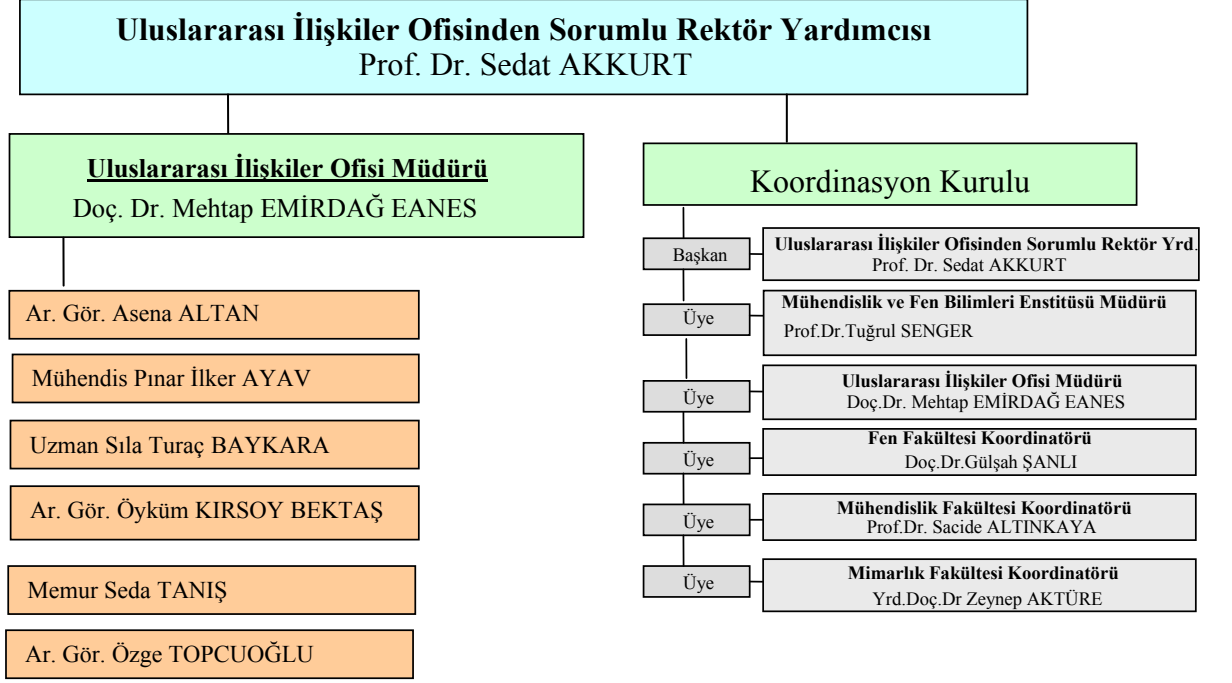 Uluslararası İlişkiler Ofisinden Sorumlu Rektör Yardımcısı
Prof. Dr. Sedat AKKURT
Uluslararası İlişkiler Ofisi Müdürü
Doç. Dr. Mehtap EMİRDAĞ EANES
Ar. Gör. Asena ALTAN
Mühendis Pınar İlker AYAV
Uzman Sıla Turaç BAYKARA
Ar. Gör. Öyküm KIRSOY BEKTAŞ
Memur Seda TANIŞ
Ar. Gör. Özge TOPCUOĞLU
Koordinasyon Kurulu
Başkan
Uluslararası İlişkiler Ofisinden Sorumlu Rektör Yrd.
Prof. Dr. Sedat AKKURT
Üye
Mühendislik ve Fen Bilimleri Enstitüsü Müdürü
Prof.Dr.Tuğrul SENGER
Üye
Uluslararası İlişkiler Ofisi Müdürü
Doç.Dr. Mehtap EMİRDAĞ EANES
Üye
Fen Fakültesi Koordinatörü
Doç.Dr.Gülşah ŞANLI
Üye
Mühendislik Fakültesi Koordinatörü
Prof.Dr. Sacide ALTINKAYA
Üye
Mimarlık Fakültesi Koordinatörü
Yrd.Doç.Dr Zeynep AKTÜRE